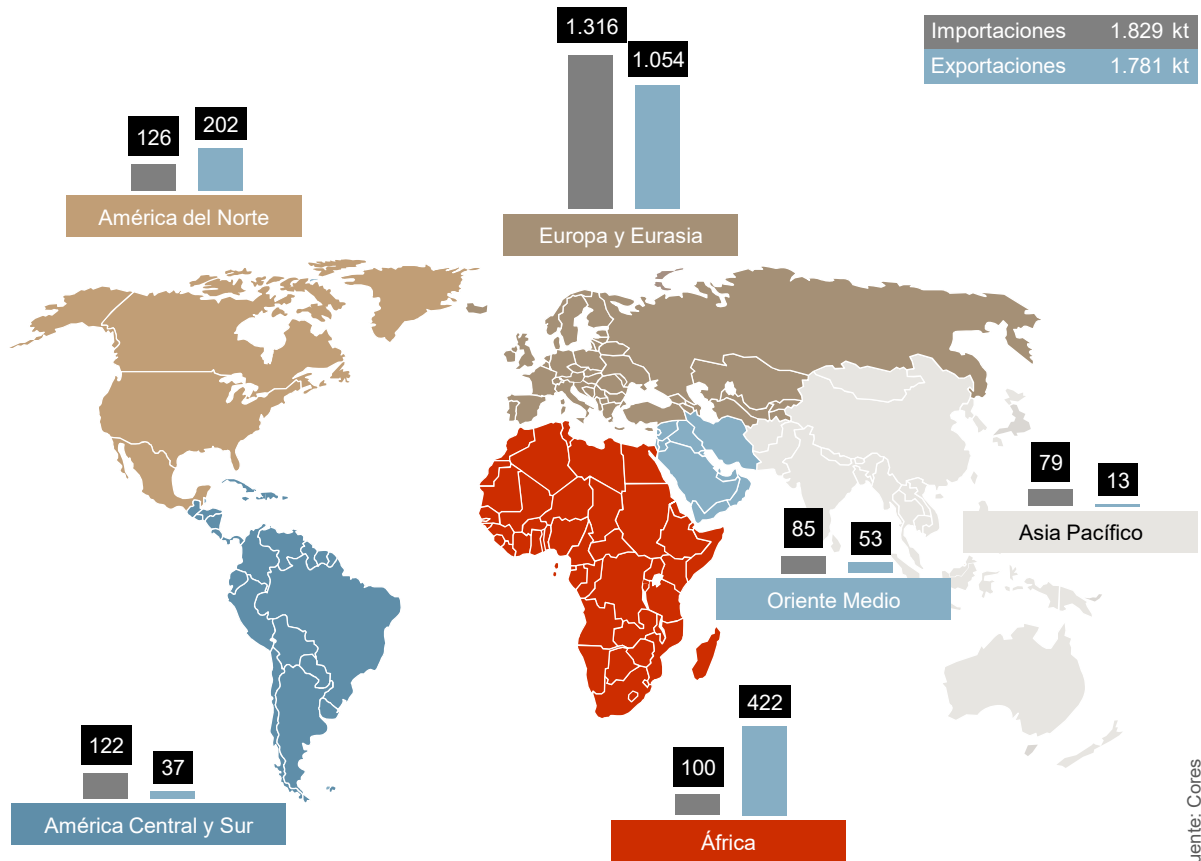 1.316
1.054
Importaciones 1.829 kt
Exportaciones 1.781 kt
126
202
América del Norte
Europa y Eurasia
79
13
Asia Pacífico
85
53
Oriente Medio
122
37
América Central y Sur
100
422
África
Cores